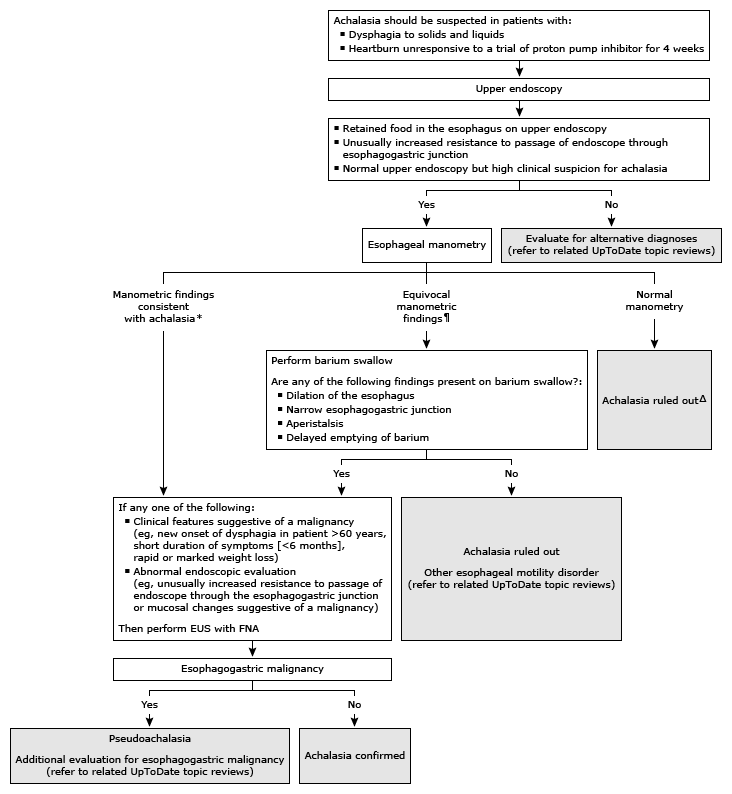 Achalasia should be suspected in patients with:
▪ Dysphagia to solids and liquids
▪ Heartburn unresponsive to a trial of proton pump inhibitor for 4 weeks
Upper endoscopy
▪ Retained food in the esophagus on upper endoscopy
▪ Unusually increased resistance to passage of endoscope through
esophagogastric junction
▪ Normal upper endoscopy but high clinical suspicion for achalasia
Yes
No
Esophageal manometry
Evaluate for alternative diagnoses
(refer to related UpToDate topic reviews)
Manometric findings
consistent
with achalasia*
Equivocal
manometric
findings¶
Normal
manometry
Perform barium swallow
Are any of the following findings present on barium swallow?:
▪ Dilation of the esophagus
▪ Narrow esophagogastric junction
▪ Aperistalsis
▪ Delayed emptying of barium
Achalasia ruled outΔ
Yes
No
If any one of the following:
▪ Clinical features suggestive of a malignancy
(eg, new onset of dysphagia in patient >60 years,
short duration of symptoms [<6 months],
rapid or marked weight loss)
▪ Abnormal endoscopic evaluation
(eg, unusually increased resistance to passage of
endoscope through the esophagogastric junction
or mucosal changes suggestive of a malignancy)
Then perform EUS with FNA
Achalasia ruled out
Other esophageal motility disorder
(refer to related UpToDate topic reviews)
Esophagogastric malignancy
Yes
No
Pseudoachalasia
Additional evaluation for esophagogastric malignancy
(refer to related UpToDate topic reviews)
Achalasia confirmed